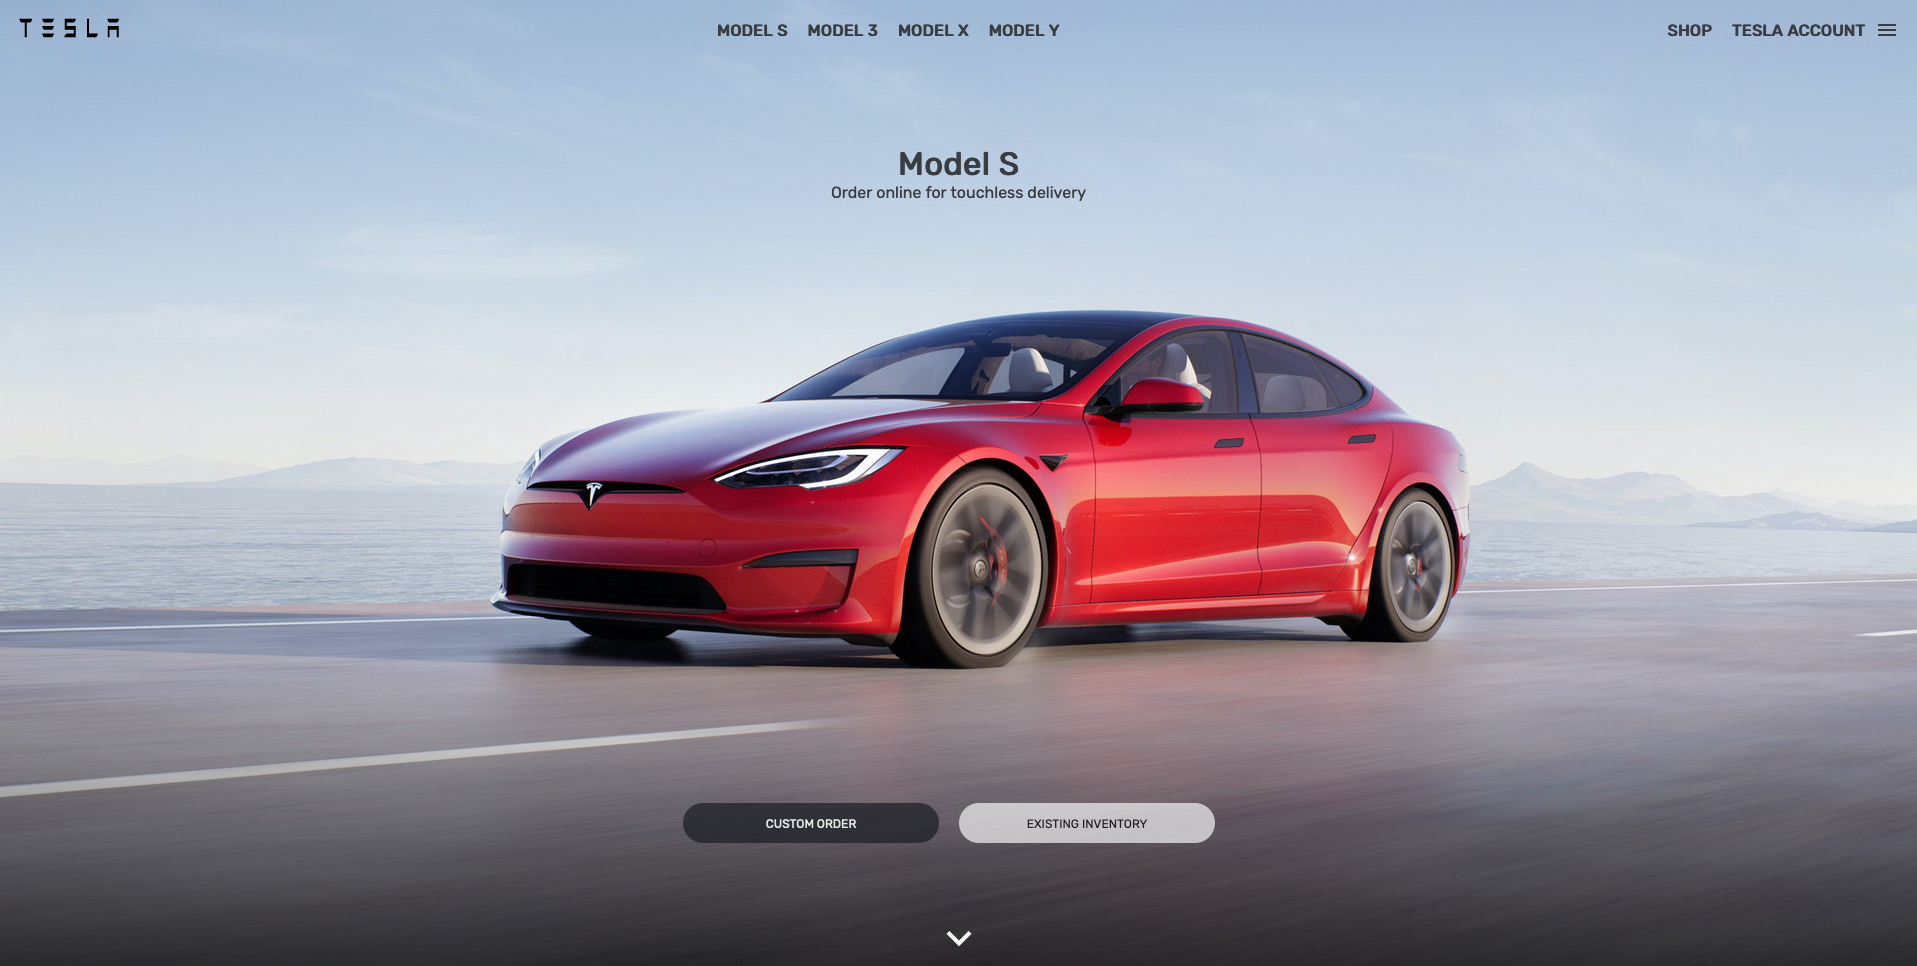 TESLA
MODEL S MODEL 3 MODEL X MODEL Y
SHOP TESLA ACCOUNT
Model S
Order online for touchless delivery
CUSTOM ORDER
EXISTING INVENTORY